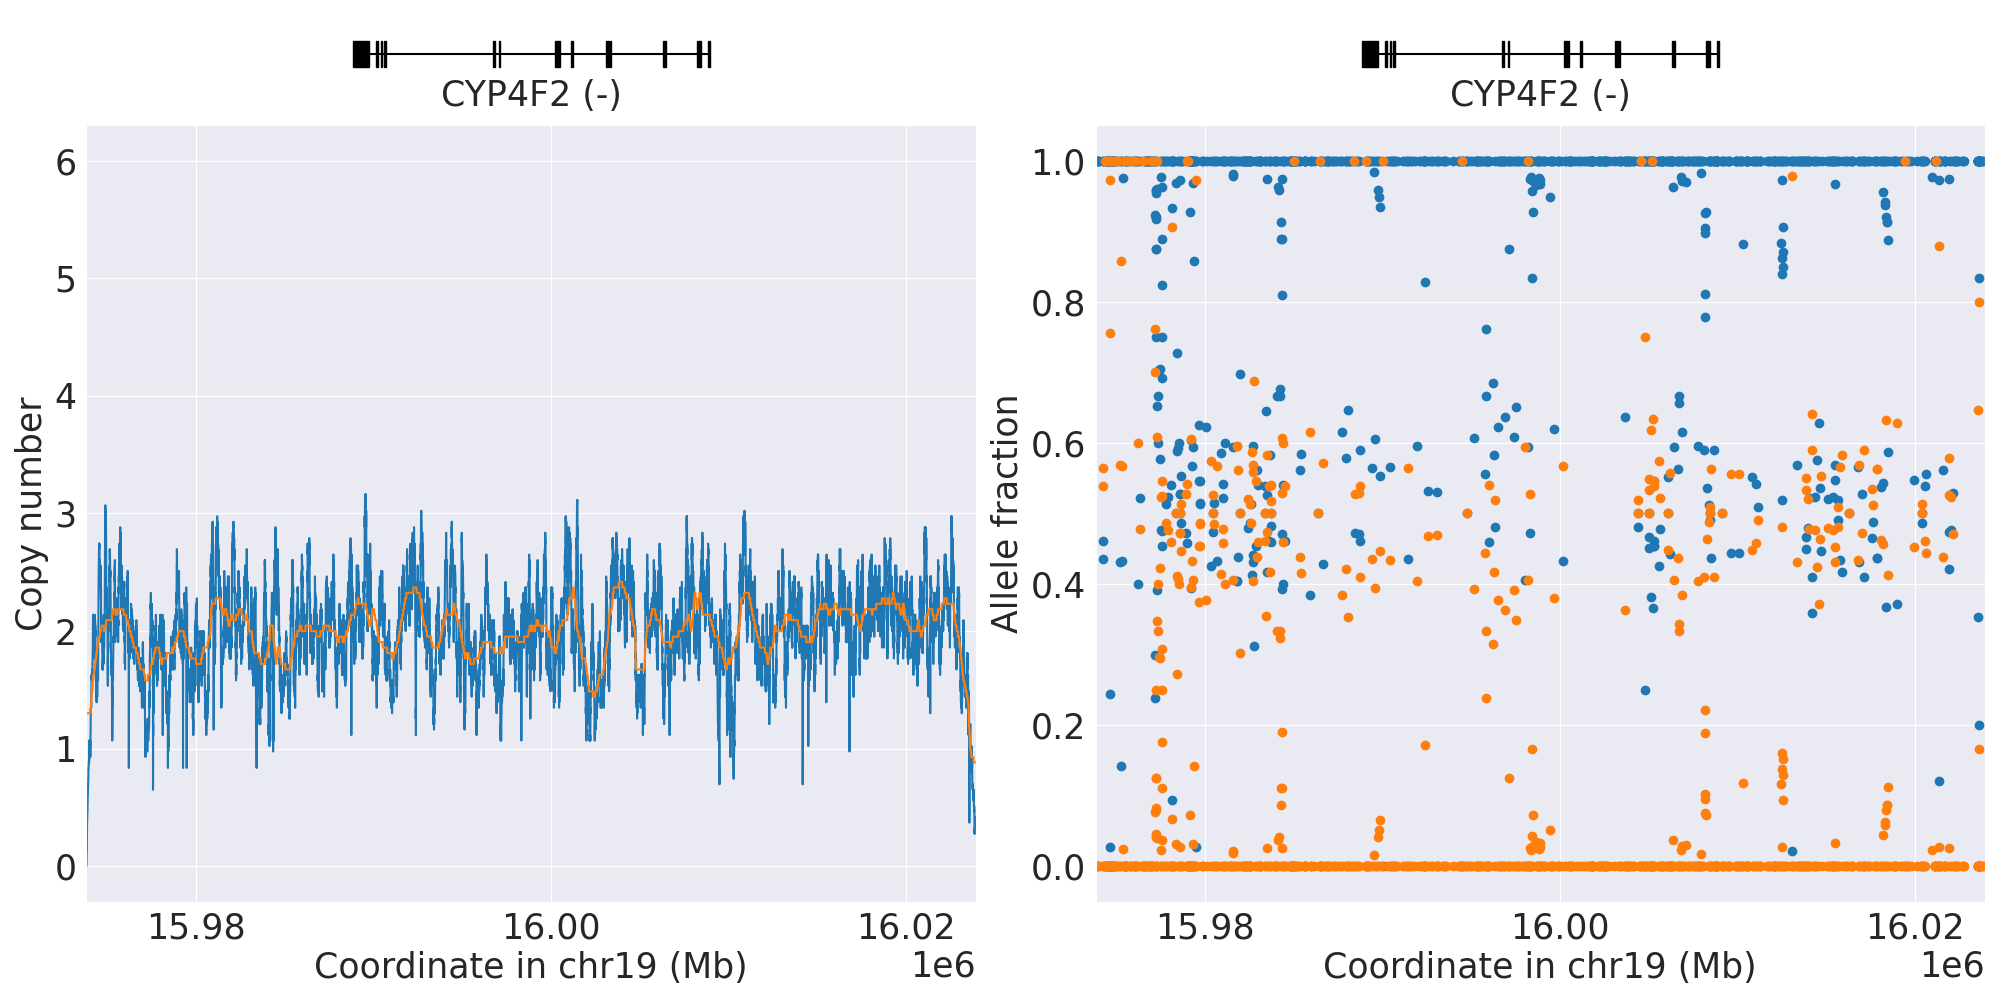 CYP4F2 (-)
Copy number
6
5
4
3
2
1
0
15.98
16.00
16.02
Coordinate in chr19 (Mb)
1e6
CYP4F2 (-)
Allele fraction
1.0
0.8
0.6
0.4
0.2
0.0
15.98
16.00
16.02
Coordinate in chr19 (Mb)
1e6